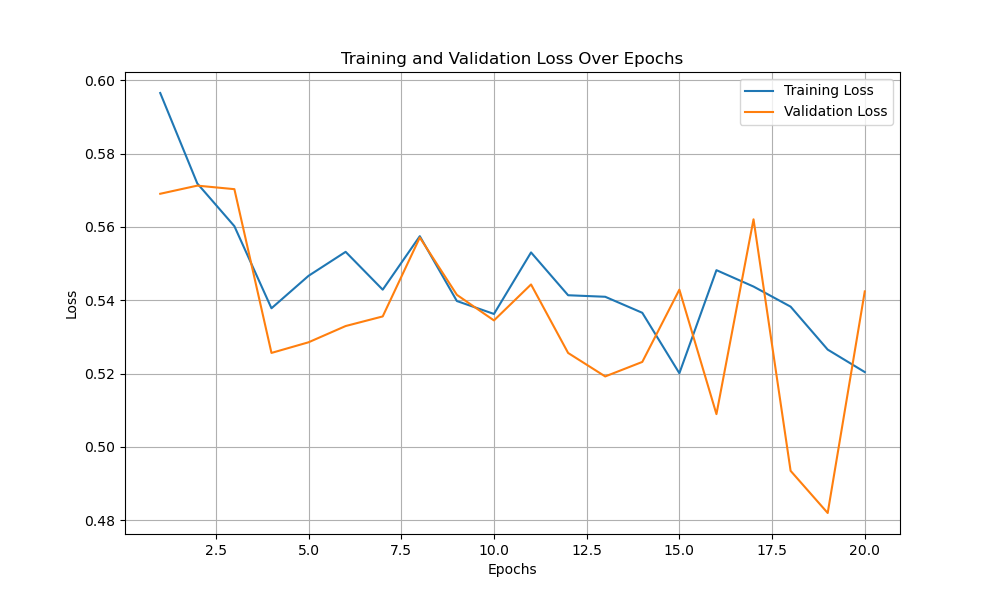 Training and Validation Loss Over Epochs
Training Loss
Validation Loss
Loss
0.60
0.58
0.56
0.54
0.52
0.50
0.48
2.5 5.0 7.5 10.0 12.5 15.0 17.5 20.0
Epochs